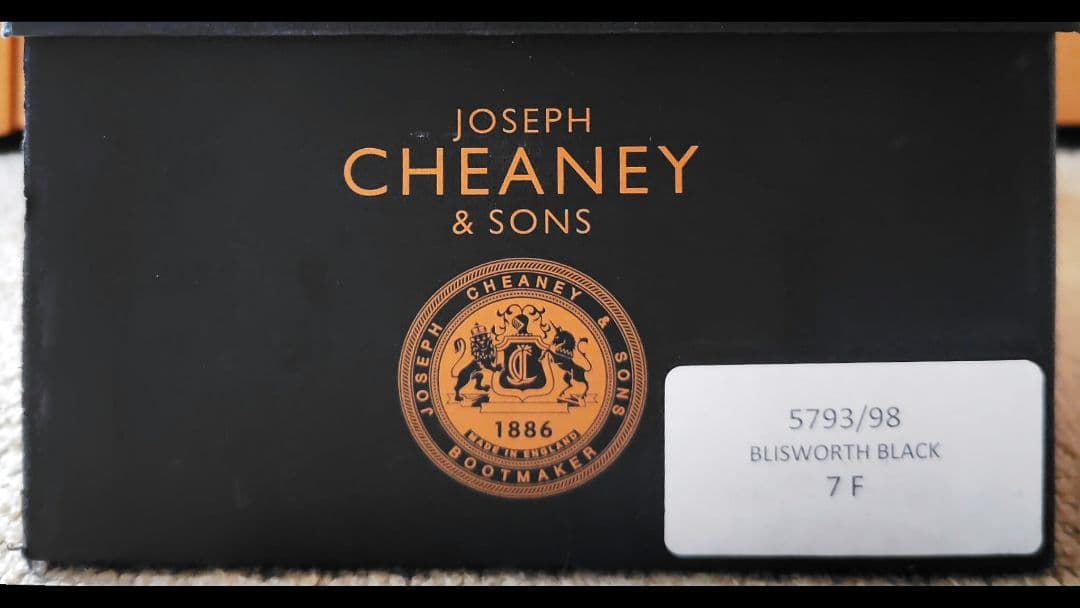 JOSEPH
CHEANEY
& SONS
JOSEPH CHEANEY & SONS
1886
MADE IN ENGLAND
BOOTMAKER
5793/98
BLISWORTH BLACK
7 F